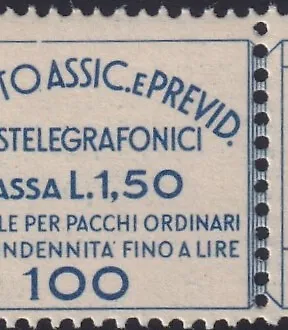 TO ASSIC. E PREVID.
STELEGRAFONICI
ASSA L.1,50
LE PER PACCHI ORDINARI
NDENNITA' FINO A LIRE
100